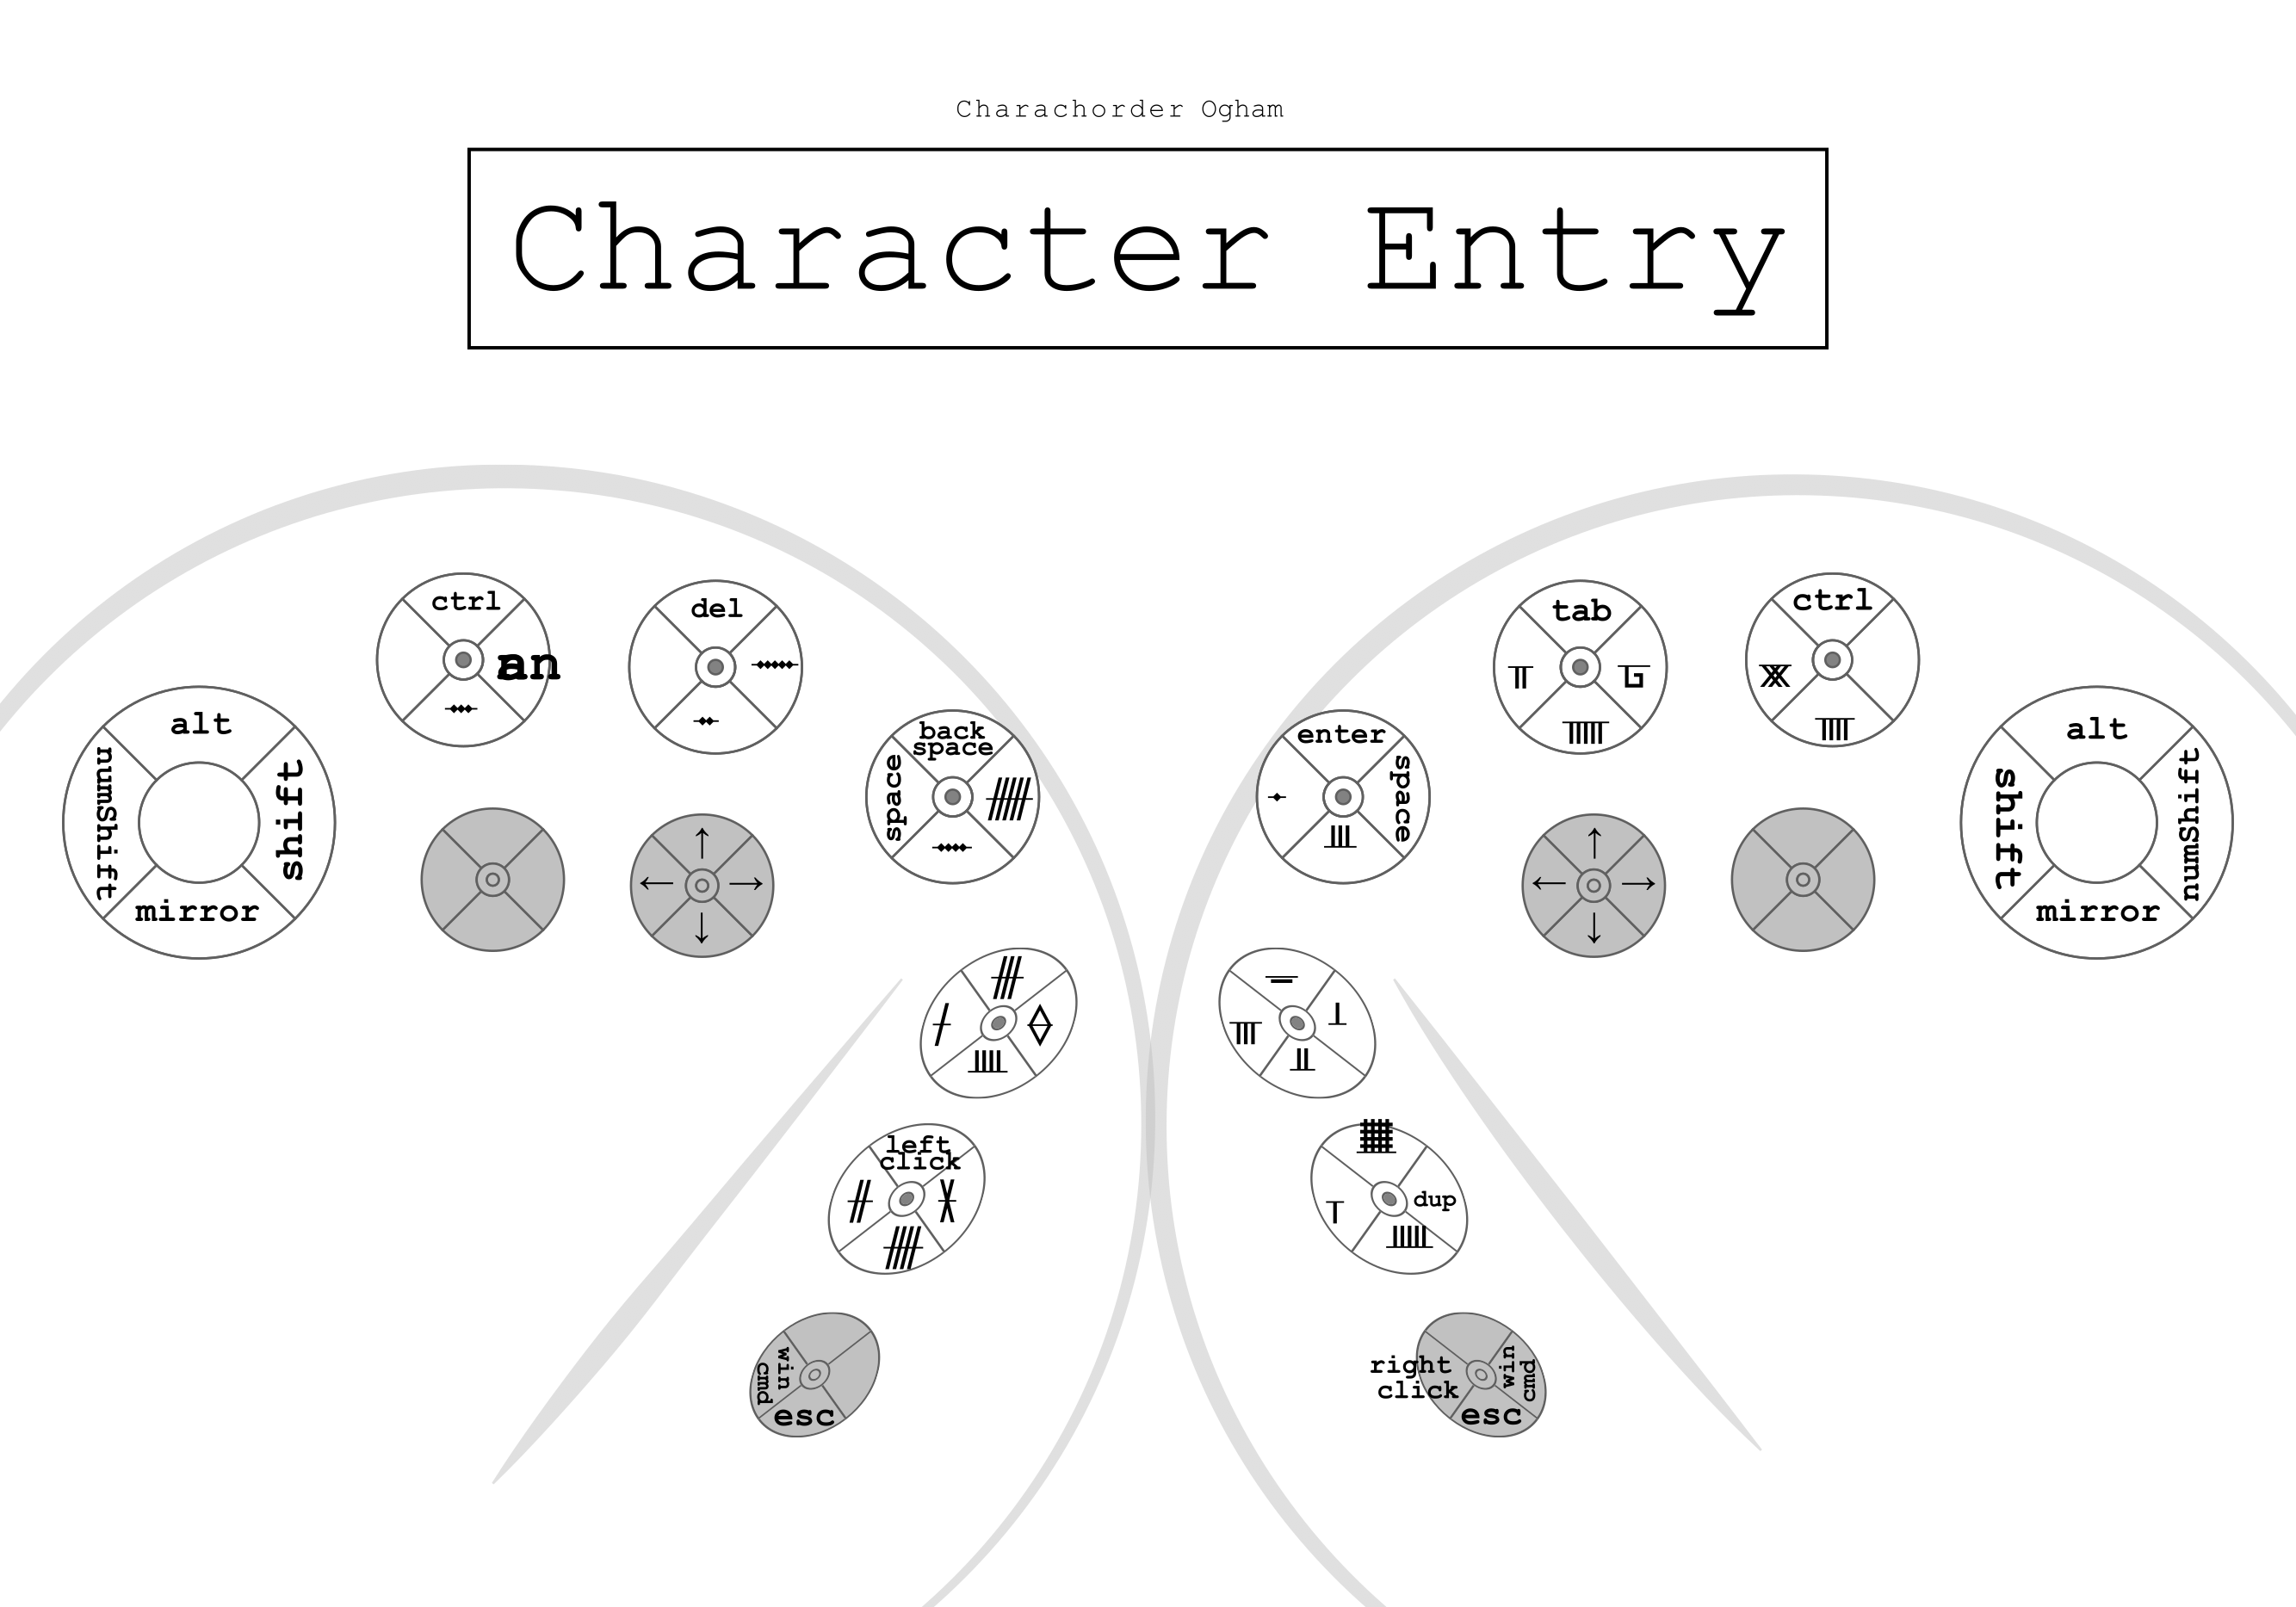 Charachorder Ogham
Character Entry
ctrl
ᚒ
del
ᚔ
ᚑ
alt
numShift
shift
mirror
back
space
space
ᚏ
ᚓ
↑
← →
↓
ᚍ
ᚋ ᚖ
ᚉ
left
click
ᚌ ᚕ
ᚎ
win
cmd
esc
tab
ᚂ ᚗ
ᚅ
ctrl
ᚘ
ᚄ
enter
ᚐ space
ᚈ
alt
shift
numShift
mirror
↑
← →
↓
ᚚ
ᚃ ᚆ
ᚇ
ᚙ
ᚁ dup
ᚊ
right
click
win
cmd
esc